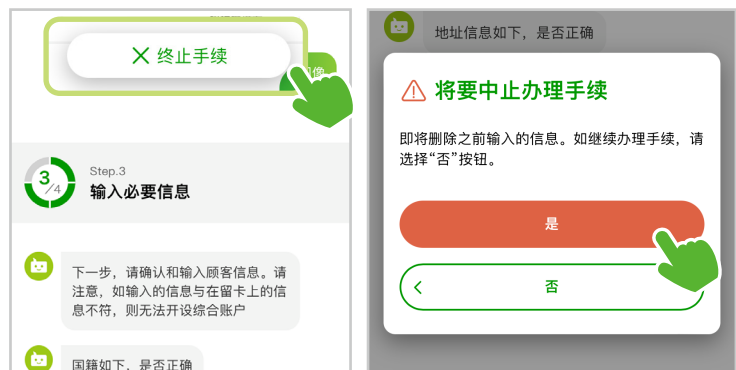 终止手续
像
3/4
Step.3
输入必要信息
下一步，请确认和输入顾客信息。请
注意，如输入的信息与在留卡上的信
息不符，则无法开设综合账户
国籍如下，是否正确
地址信息如下，是否正确
将要中止办理手续
即将删除之前输入的信息。如继续办理手续，请
选择“否”按钮。
是
否